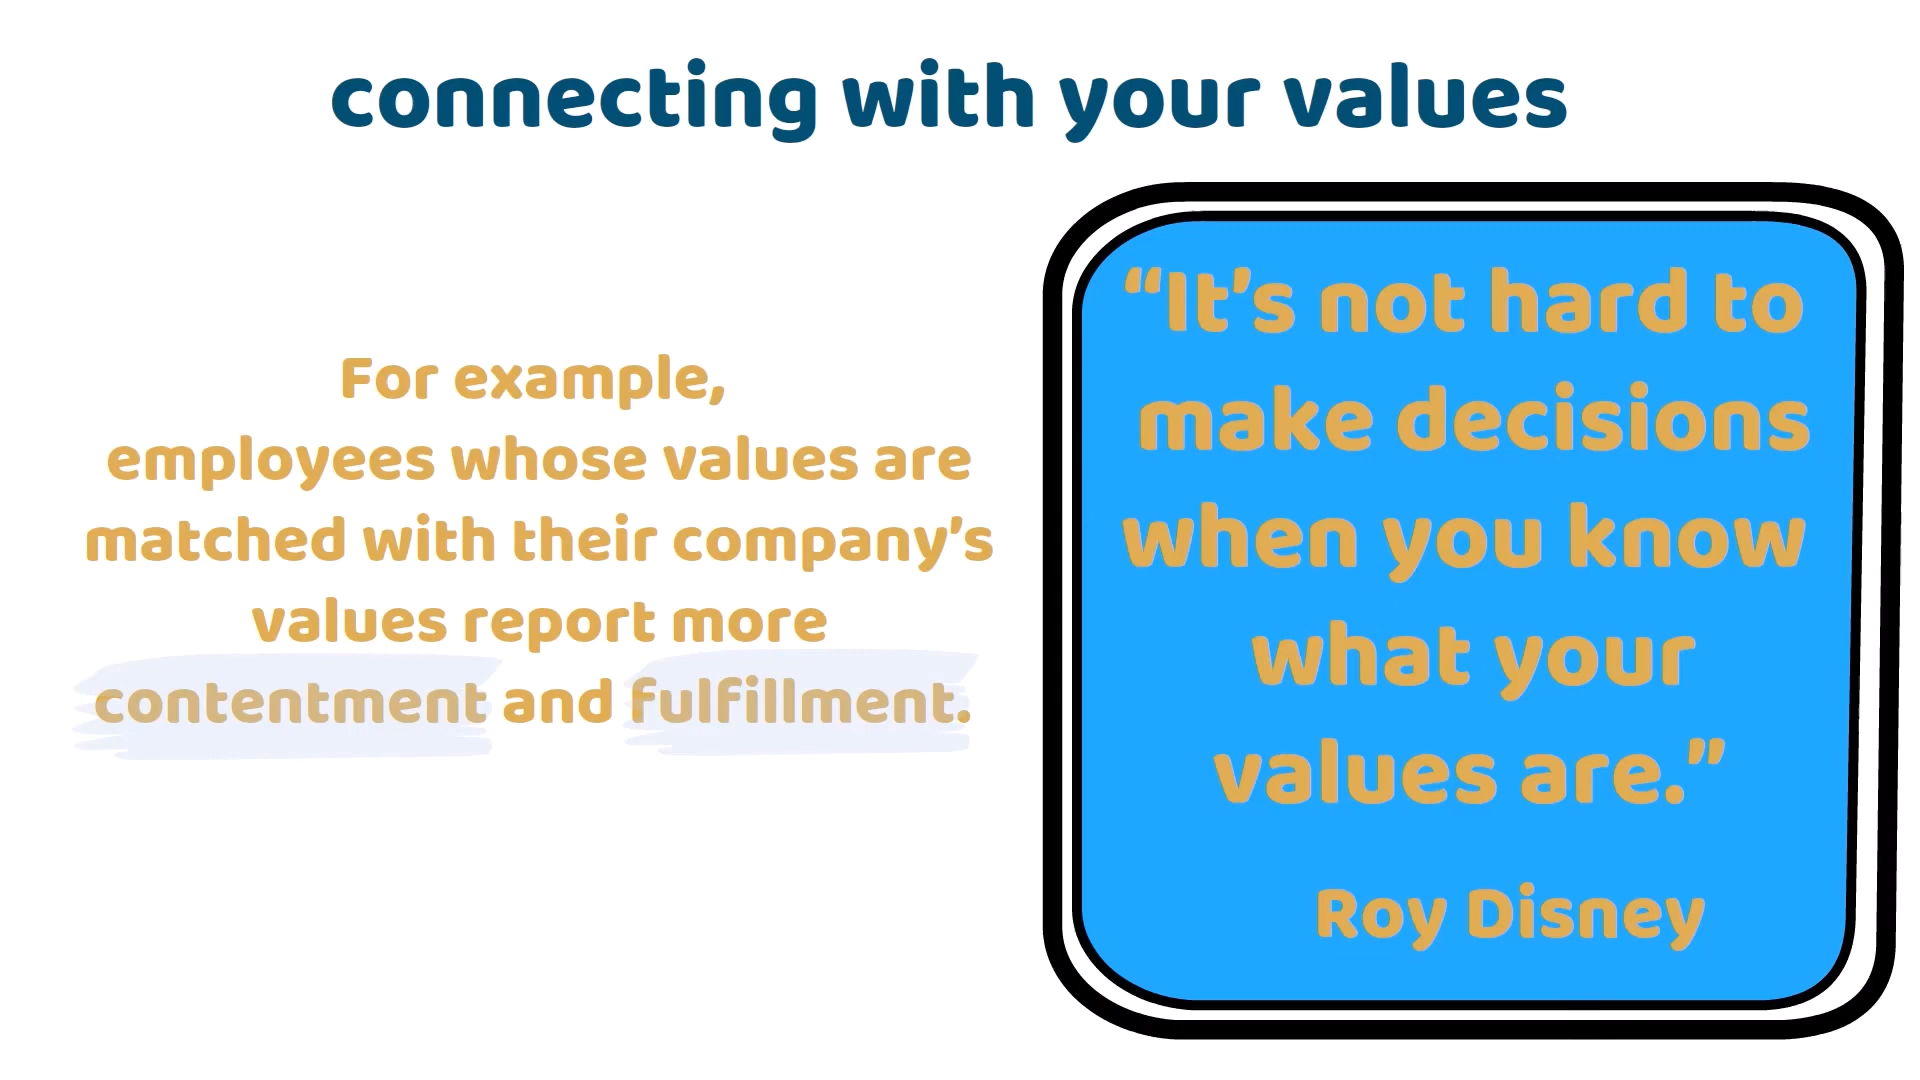 connecting with your values
For example,
employees whose values are
matched with their company’s
values report more
contentment and fulfillment.
“It’s not hard to
make decisions
when you know
what your
values are.”
Roy Disney